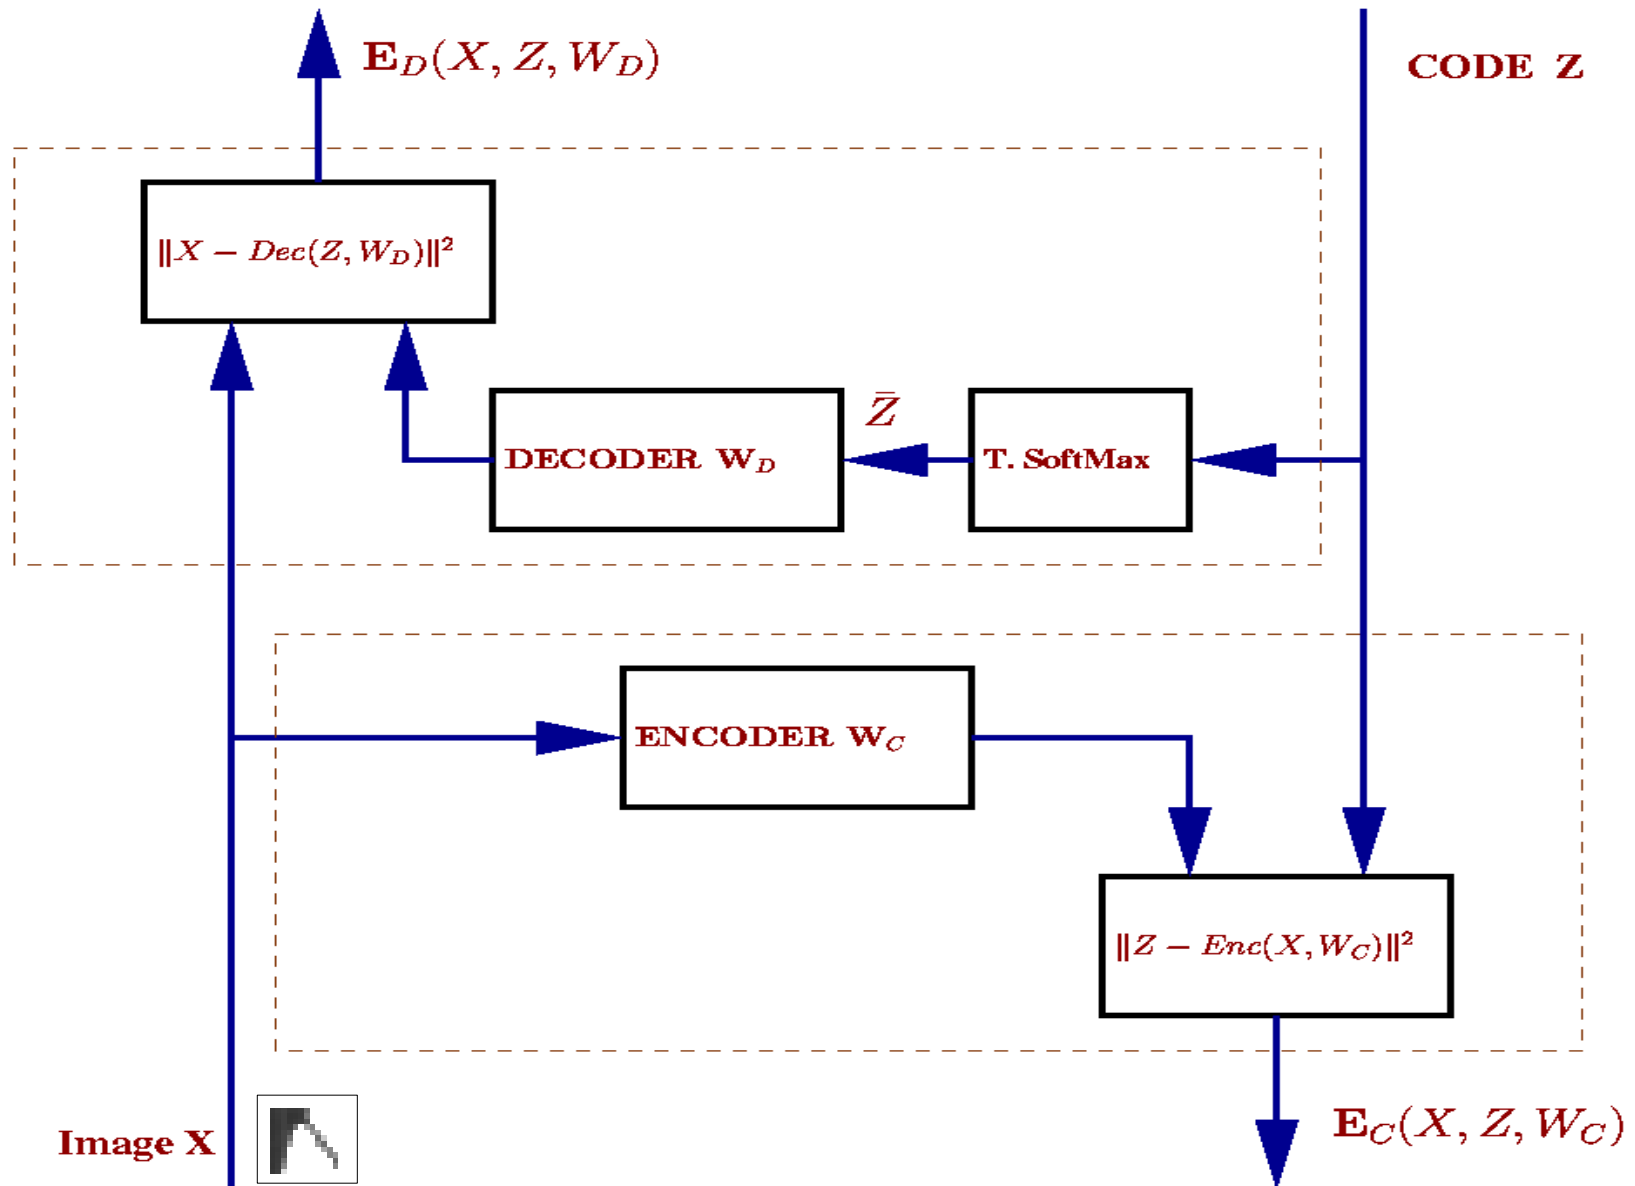 E_D(X, Z, W_D)
CODE Z
‖X − Dec(Z, W_D)‖²
Z̄
DECODER W_D
T. SoftMax
ENCODER W_C
‖Z − Enc(X, W_C)‖²
Image X
E_C(X, Z, W_C)